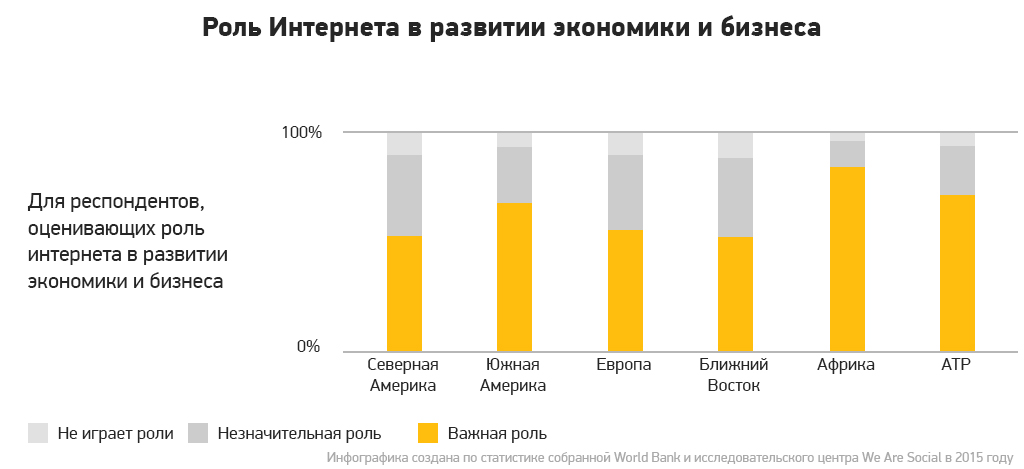 Роль Интернета в развитии экономики и бизнеса
100%
Для респондентов,
оценивающих роль
интернета в развитии
экономики и бизнеса
0%
Северная
Америка
Южная
Америка
Европа
Ближний
Восток
Африка
АТР
Не играет роли
Незначительная роль
Важная роль
Инфографика создана по статистике собранной World Bank и исследовательского центра We Are Social в 2015 году